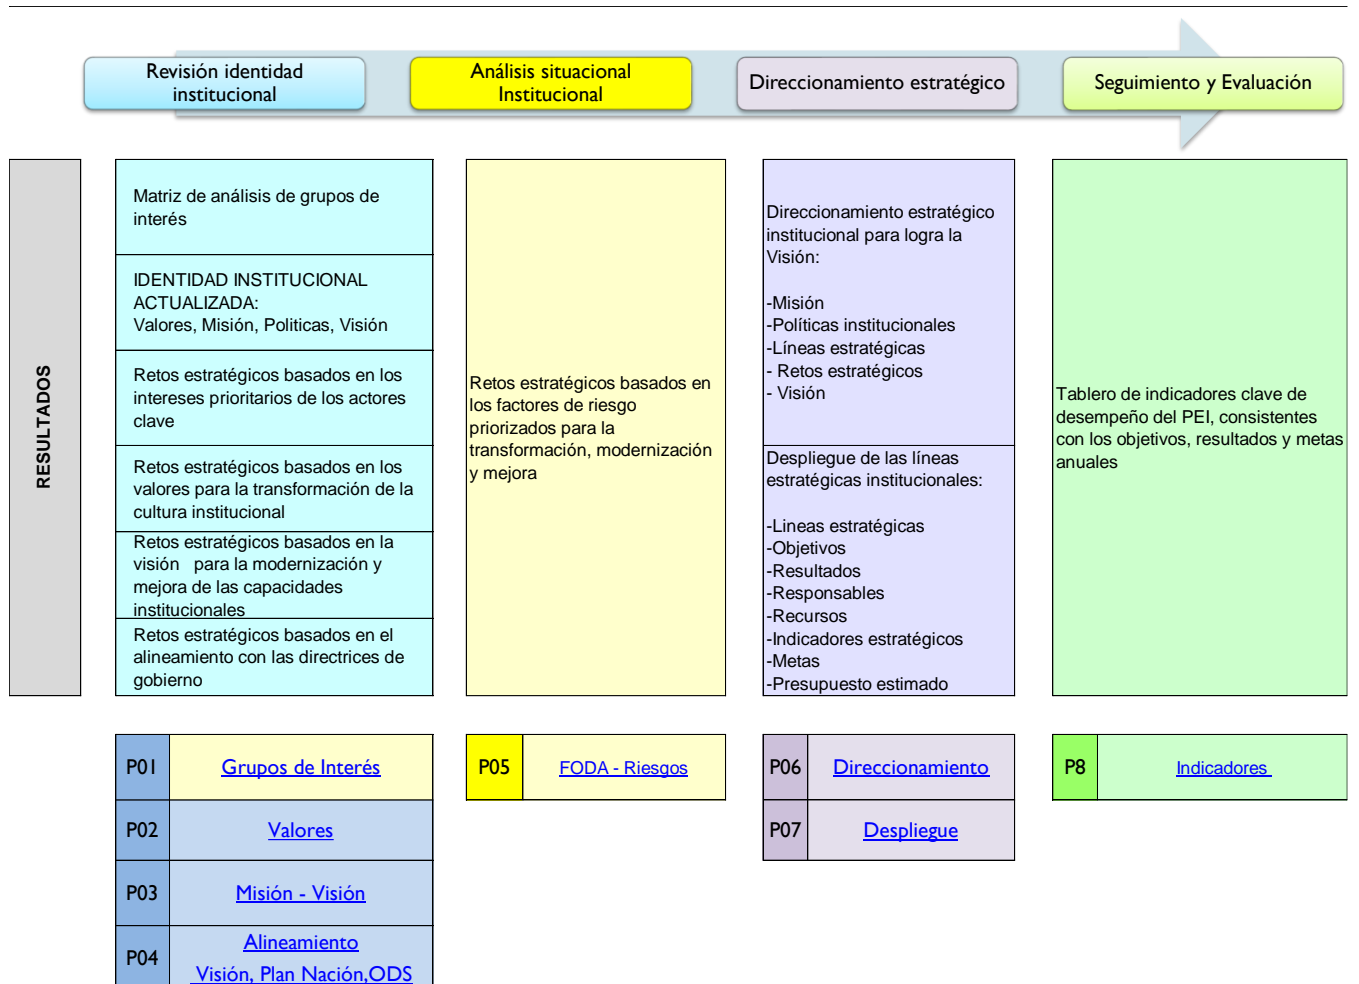 Revisión identidad
institucional
Análisis situacional
Institucional
Direccionamiento estratégico
Seguimiento y Evaluación
RESULTADOS
Matriz de análisis de grupos de
interés
IDENTIDAD INSTITUCIONAL
ACTUALIZADA:
Valores, Misión, Politicas, Visión
Retos estratégicos basados en los
intereses prioritarios de los actores
clave
Retos estratégicos basados en los
valores para la transformación de la
cultura institucional
Retos estratégicos basados en la
visión   para la modernización y
mejora de las capacidades
institucionales
Retos estratégicos basados en el
alineamiento con las directrices de
gobierno
Retos estratégicos basados en
los factores de riesgo
priorizados para la
transformación, modernización
y mejora
Direccionamiento estratégico
institucional para logra la
Visión:
-Misión
-Políticas institucionales
-Líneas estratégicas
- Retos estratégicos
- Visión
Despliegue de las líneas
estratégicas institucionales:
-Lineas estratégicas
-Objetivos
-Resultados
-Responsables
-Recursos
-Indicadores estratégicos
-Metas
-Presupuesto estimado
Tablero de indicadores clave de
desempeño del PEI, consistentes
con los objetivos, resultados y metas
anuales
P01 Grupos de Interés
P02 Valores
P03 Misión - Visión
P04 Alineamiento
Visión, Plan Nación,ODS
P05 FODA - Riesgos
P06 Direccionamiento
P07 Despliegue
P8 Indicadores